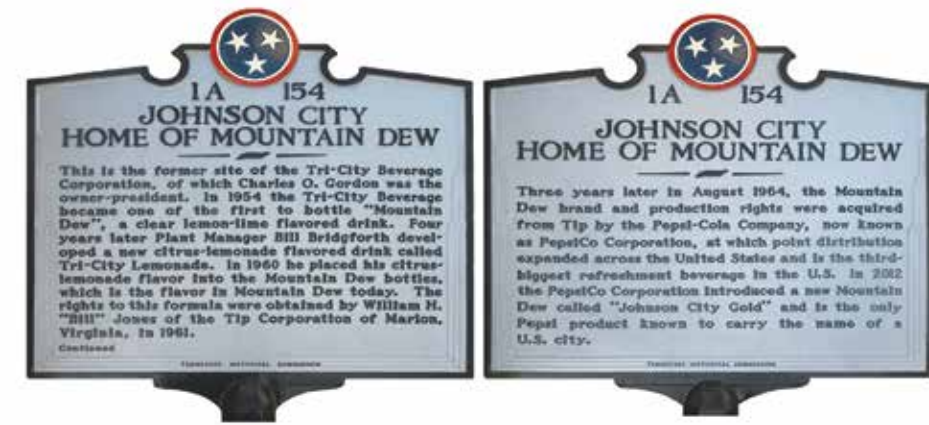 1A 154
JOHNSON CITY
HOME OF MOUNTAIN DEW
This is the former site of the Tri-City Beverage
Corporation, of which Charles O. Gordon was the
owner-president. In 1954 the Tri-City Beverage
became one of the first to bottle "Mountain
Dew", a clear lemon-lime flavored drink. Four
years later Plant Manager Bill Bridgforth devel-
oped a new citrus-lemonade flavored drink called
Tri-City Lemonade. In 1960 he placed his citrus-
lemonade flavor into the Mountain Dew bottles,
which is the flavor in Mountain Dew today. The
rights to this formula were obtained by William H.
"Bill" Jones of the Tip Corporation of Marion,
Virginia, in 1961.
Continued
TENNESSEE HISTORICAL COMMISSION
1A 154
JOHNSON CITY
HOME OF MOUNTAIN DEW
Three years later in August 1964, the Mountain
Dew brand and production rights were acquired
from Tip by the Pepsi-Cola Company, now known
as PepsiCo Corporation, at which point distribution
expanded across the United States and is the third-
biggest refreshment beverage in the U.S. In 2012
the PepsiCo Corporation introduced a new Mountain
Dew called "Johnson City Gold" and is the only
Pepsi product known to carry the name of a
U.S. city.
TENNESSEE HISTORICAL COMMISSION